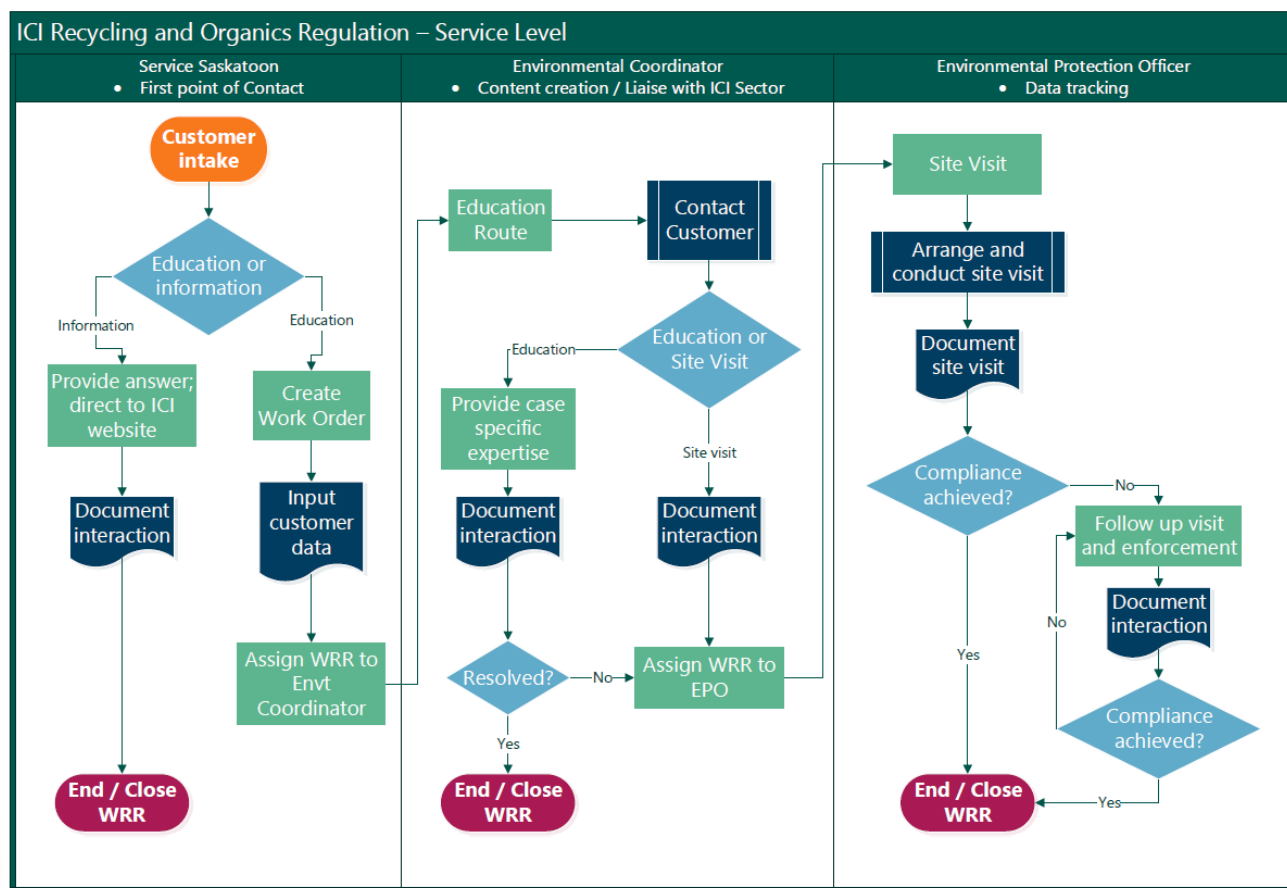 ICI Recycling and Organics Regulation – Service Level
Service Saskatoon
• First point of Contact
Environmental Coordinator
• Content creation / Liaise with ICI Sector
Environmental Protection Officer
• Data tracking
Customer
intake
Education or
information
Information
Education
Provide answer;
direct to ICI
website
Create
Work Order
Document
interaction
Input
customer
data
Assign WRR to
Envt
Coordinator
End / Close
WRR
Education
Route
Contact
Customer
Education or
Site Visit
Education
Provide case
specific
expertise
Site visit
Document
interaction
Document
interaction
Resolved?
No
Assign WRR to
EPO
Yes
End / Close
WRR
Site Visit
Arrange and
conduct site visit
Document
site visit
Compliance
achieved?
No
Follow up visit
and enforcement
Document
interaction
No
Yes
Compliance
achieved?
Yes
End / Close
WRR